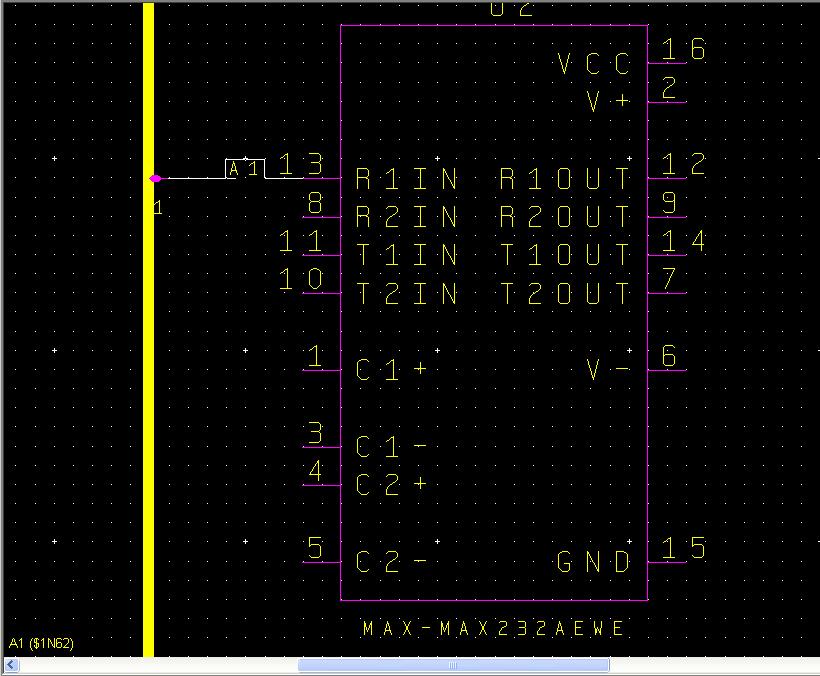 U2
VCC 16
V+ 2
A1 13 R1IN R1OUT 12
1 8 R2IN R2OUT 9
11 T1IN T1OUT 14
10 T2IN T2OUT 7
1 C1+ V- 6
3 C1-
4 C2+
5 C2- GND 15
MAX-MAX232AEWE
A1 ($1N62)